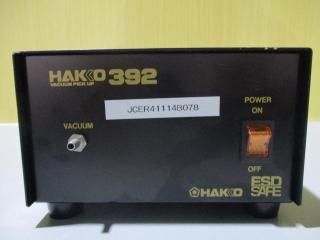 HAKKO 392
VACUUM PICK UP
JCER41114B078
POWER
ON
VACUUM
OFF
HAKKO
ESD
SAFE